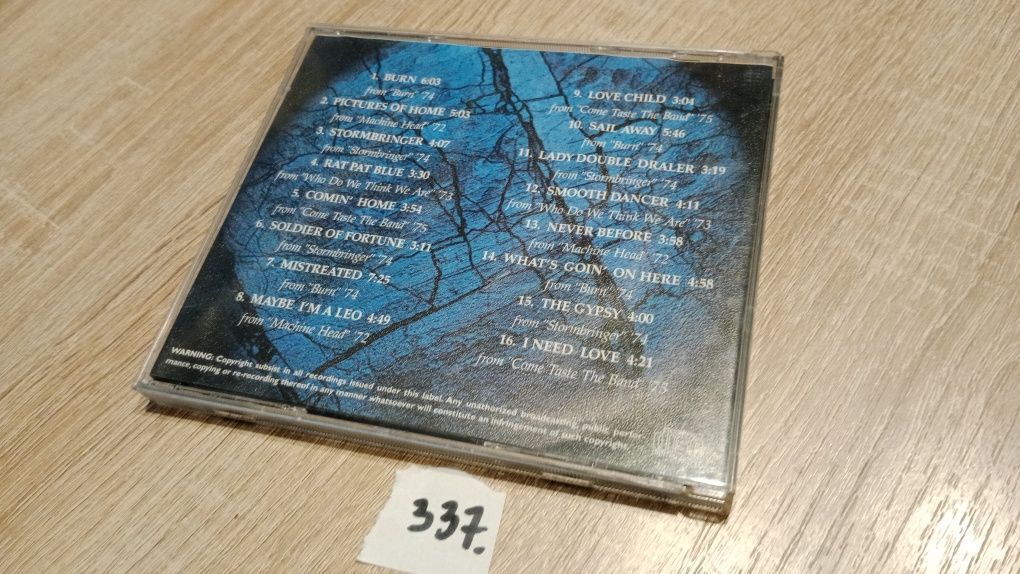 1. BURN 6:03
from "Burn" '74
2. PICTURES OF HOME 5:03
from "Machine Head" '72
3. STORMBRINGER 4:07
from "Stormbringer" '74
4. RAT PAT BLUE 3:30
from "Who Do We Think We Are" '73
5. COMIN' HOME 3:54
from "Come Taste The Band" '75
6. SOLDIER OF FORTUNE 3:11
from "Stormbringer" '74
7. MISTREATED 7:25
from "Burn" '74
8. MAYBE I'M A LEO 4:49
from "Machine Head" '72
9. LOVE CHILD 3:04
from "Come Taste The Band" '75
10. SAIL AWAY 5:46
from "Burn" '74
11. LADY DOUBLE DRALER 3:19
from "Stormbringer" '74
12. SMOOTH DANCER 4:11
from "Who Do We Think We Are" '73
13. NEVER BEFORE 3:58
from "Machine Head" '72
14. WHAT'S GOIN' ON HERE 4:58
from "Burn" '74
15. THE GYPSY 4:00
from "Stormbringer" '74
16. I NEED LOVE 4:21
from "Come Taste The Band" '75
WARNING: Copyright subsist in all recordings issued under this label. Any unathorized broadcasting, public perfor-
mance, copying or re-recording thereof in any manner whatsoever will constitute an infringement such copyright
337.